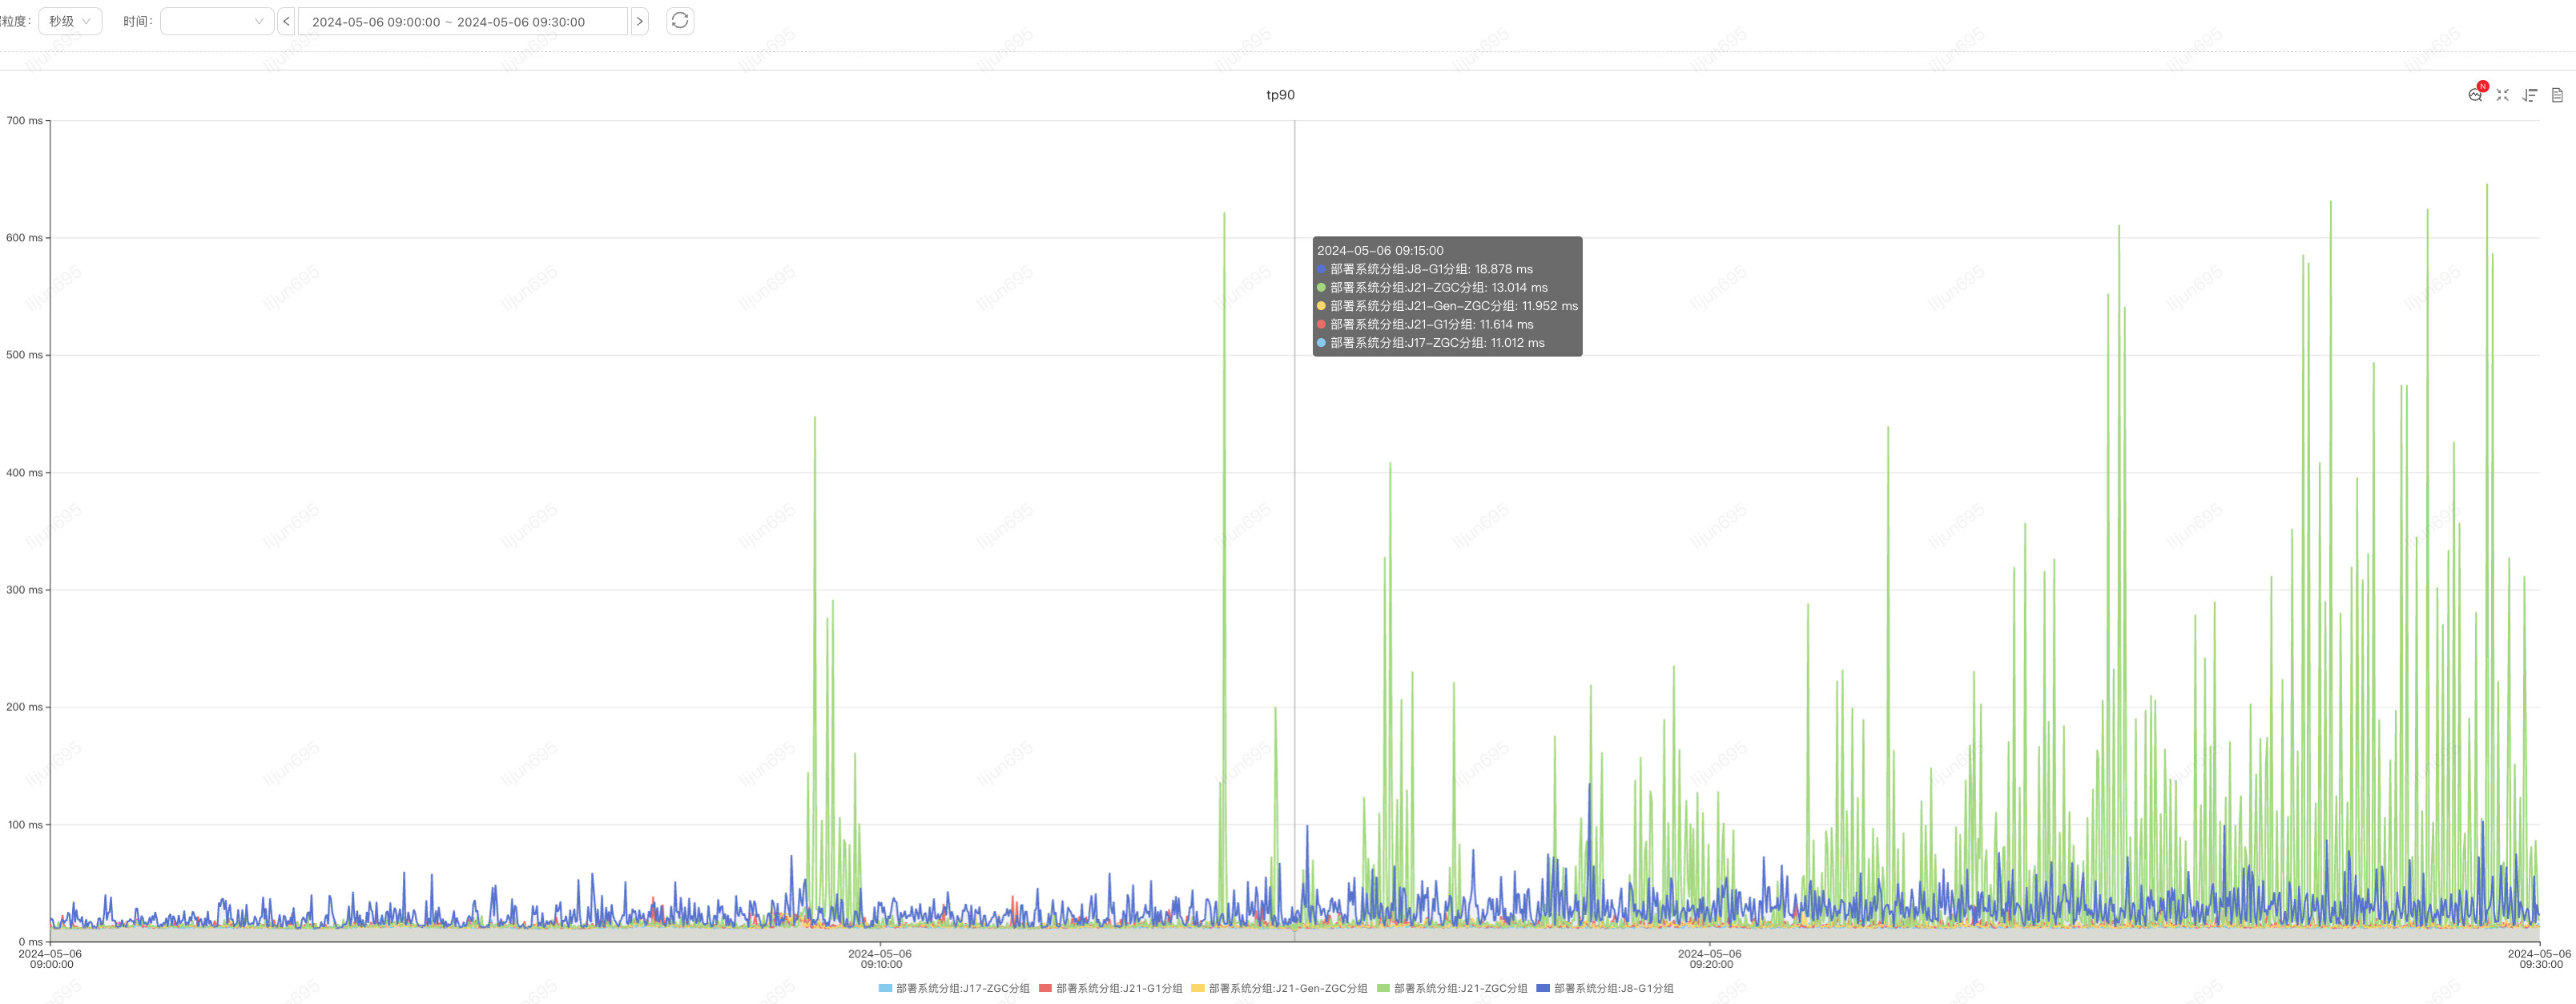 粒度:
秒级
时间:
2024-05-06 09:00:00 ~ 2024-05-06 09:30:00
tp90
N
700 ms
600 ms
500 ms
400 ms
300 ms
200 ms
100 ms
0 ms
2024-05-06 09:15:00
部署系统分组:J8-G1分组: 18.878 ms
部署系统分组:J21-ZGC分组: 13.014 ms
部署系统分组:J21-Gen-ZGC分组: 11.952 ms
部署系统分组:J21-G1分组: 11.614 ms
部署系统分组:J17-ZGC分组: 11.012 ms
2024-05-06
09:00:00
2024-05-06
09:10:00
2024-05-06
09:20:00
2024-05-06
09:30:00
部署系统分组:J17-ZGC分组
部署系统分组:J21-G1分组
部署系统分组:J21-Gen-ZGC分组
部署系统分组:J21-ZGC分组
部署系统分组:J8-G1分组
lijun695